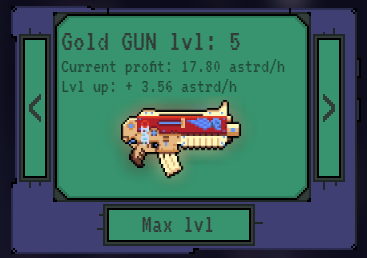 Gold GUN lvl: 5
Current profit: 17.80 astrd/h
Lvl up: + 3.56 astrd/h
< >
Max lvl